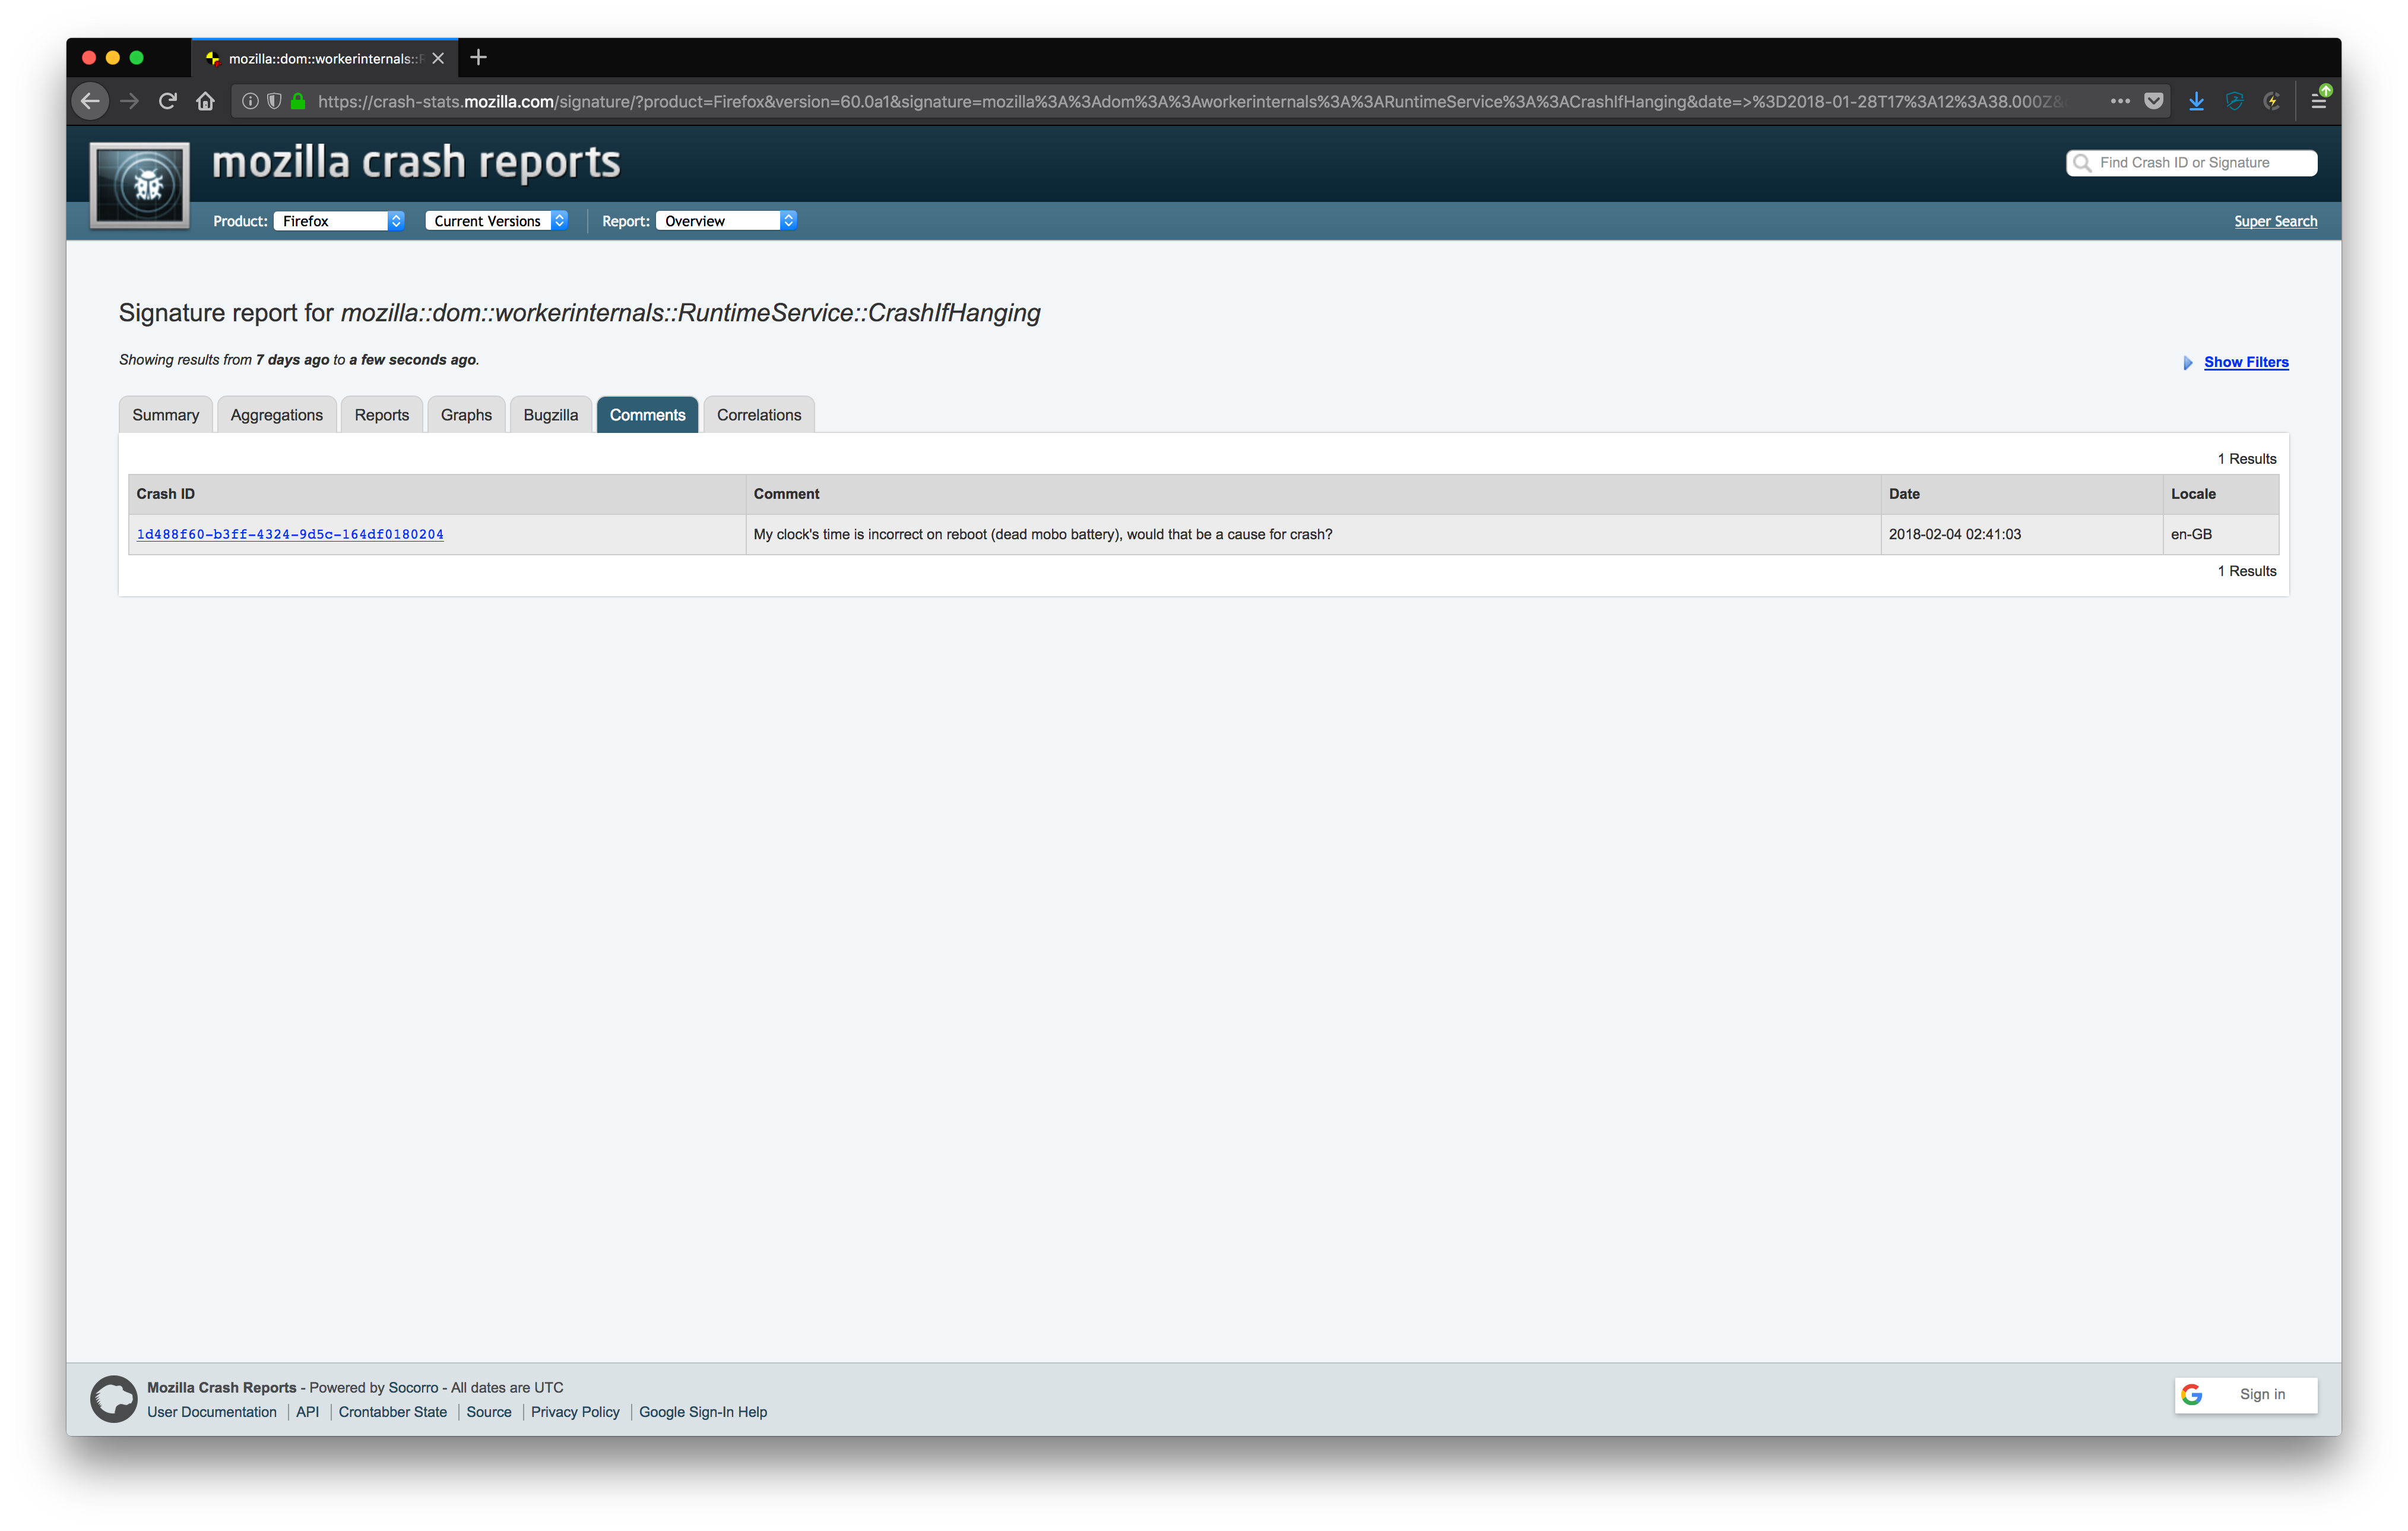 mozilla::dom::workerinternals::R
https://crash-stats.mozilla.com/signature/?product=Firefox&version=60.0a1&signature=mozilla%3A%3Adom%3A%3Aworkerinternals%3A%3ARuntimeService%3A%3ACrashIfHanging&date=>%3D2018-01-28T17%3A12%3A38.000Z&
mozilla crash reports
Find Crash ID or Signature
Product: Firefox Current Versions Report: Overview Super Search
Signature report for mozilla::dom::workerinternals::RuntimeService::CrashIfHanging
Showing results from 7 days ago to a few seconds ago.
Show Filters
Summary Aggregations Reports Graphs Bugzilla Comments Correlations
1 Results
Crash ID Comment Date Locale
1d488f60-b3ff-4324-9d5c-164df0180204 My clock's time is incorrect on reboot (dead mobo battery), would that be a cause for crash? 2018-02-04 02:41:03 en-GB
1 Results
Mozilla Crash Reports - Powered by Socorro - All dates are UTC
User Documentation | API | Crontabber State | Source | Privacy Policy | Google Sign-In Help
Sign in